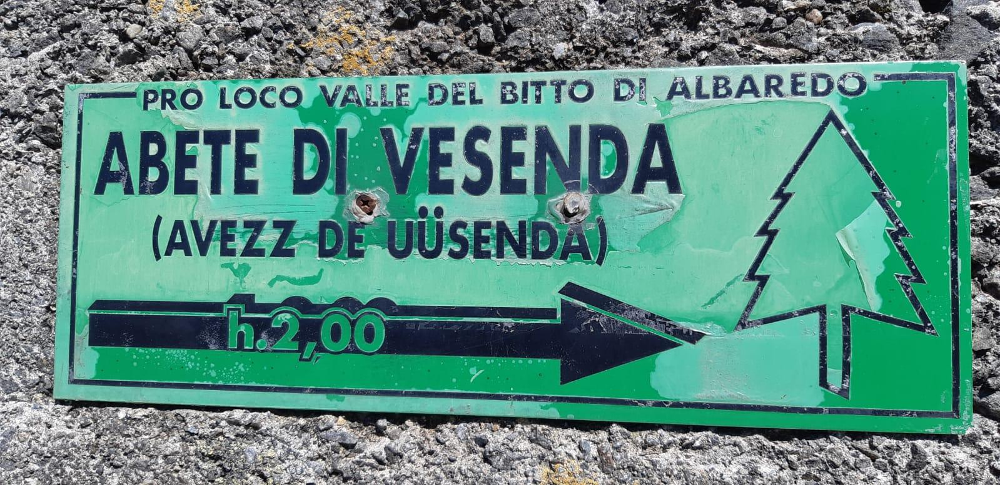 PRO LOCO VALLE DEL BITTO DI ALBAREDO
ABETE DI VESENDA
(AVEZZ DE UÜSENDA)
h.2,00